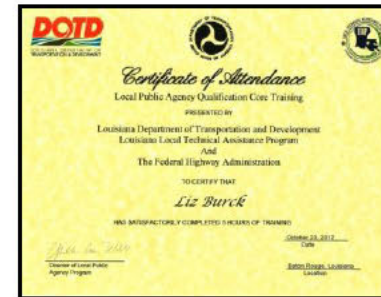 DOTD
Certificate of Attendance
Local Public Agency Qualification Core Training
PRESENTED BY
Louisiana Department of Transportation and Development
Louisiana Local Technical Assistance Program
And
The Federal Highway Administration
TO CERTIFY THAT
Liz Burck
HAS SATISFACTORILY COMPLETED 5 HOURS OF TRAINING
October 23, 2012
Date
Director of Local Public
Agency Program
Baton Rouge, Louisiana
Location